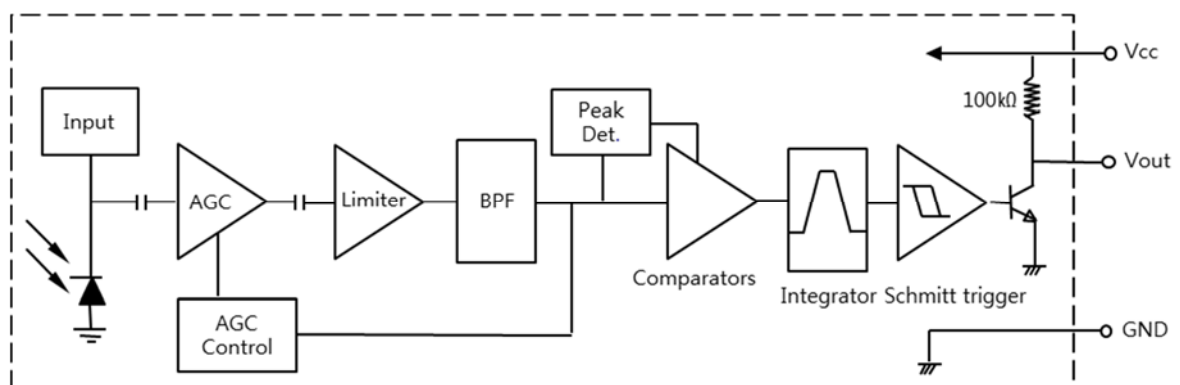 Input
AGC
AGC
Control
Limiter
BPF
Peak
Det.
Comparators
Integrator
Schmitt trigger
100kΩ
Vcc
Vout
GND